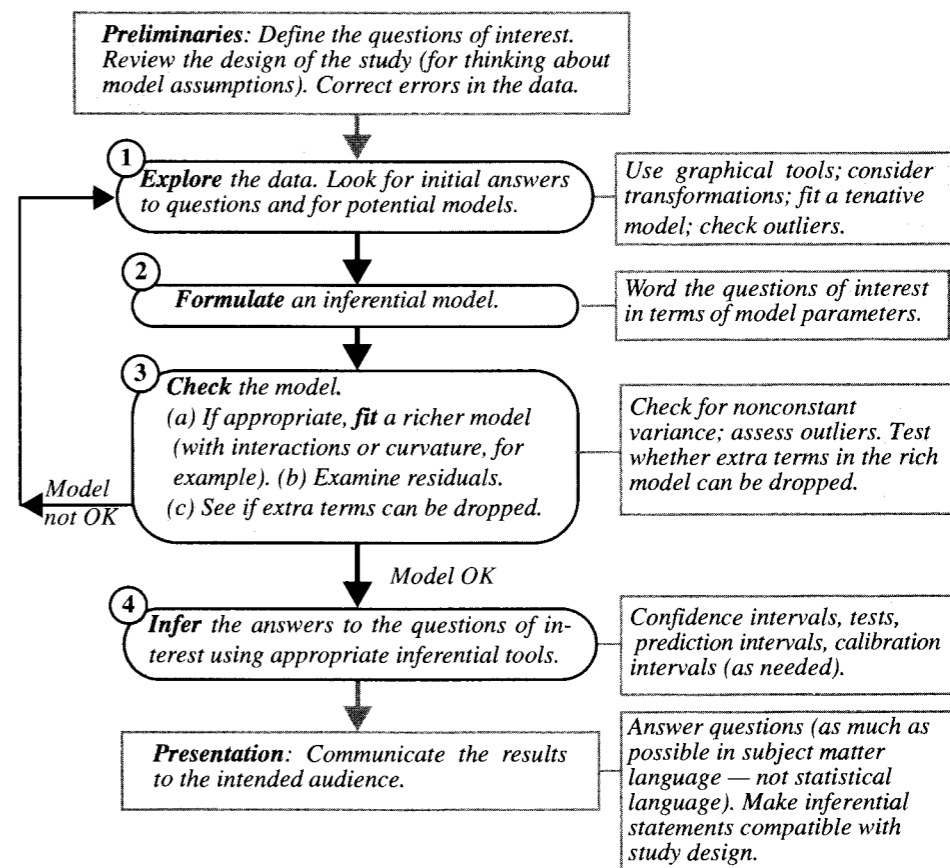 Preliminaries: Define the questions of interest.
Review the design of the study (for thinking about
model assumptions). Correct errors in the data.
1
Explore the data. Look for initial answers
to questions and for potential models.
Use graphical tools; consider
transformations; fit a tenative
model; check outliers.
2
Formulate an inferential model.
Word the questions of interest
in terms of model parameters.
3
Check the model.
(a) If appropriate, fit a richer model
(with interactions or curvature, for
example). (b) Examine residuals.
(c) See if extra terms can be dropped.
Check for nonconstant
variance; assess outliers. Test
whether extra terms in the rich
model can be dropped.
Model
not OK
Model OK
4
Infer the answers to the questions of in-
terest using appropriate inferential tools.
Confidence intervals, tests,
prediction intervals, calibration
intervals (as needed).
Presentation: Communicate the results
to the intended audience.
Answer questions (as much as
possible in subject matter
language — not statistical
language). Make inferential
statements compatible with
study design.